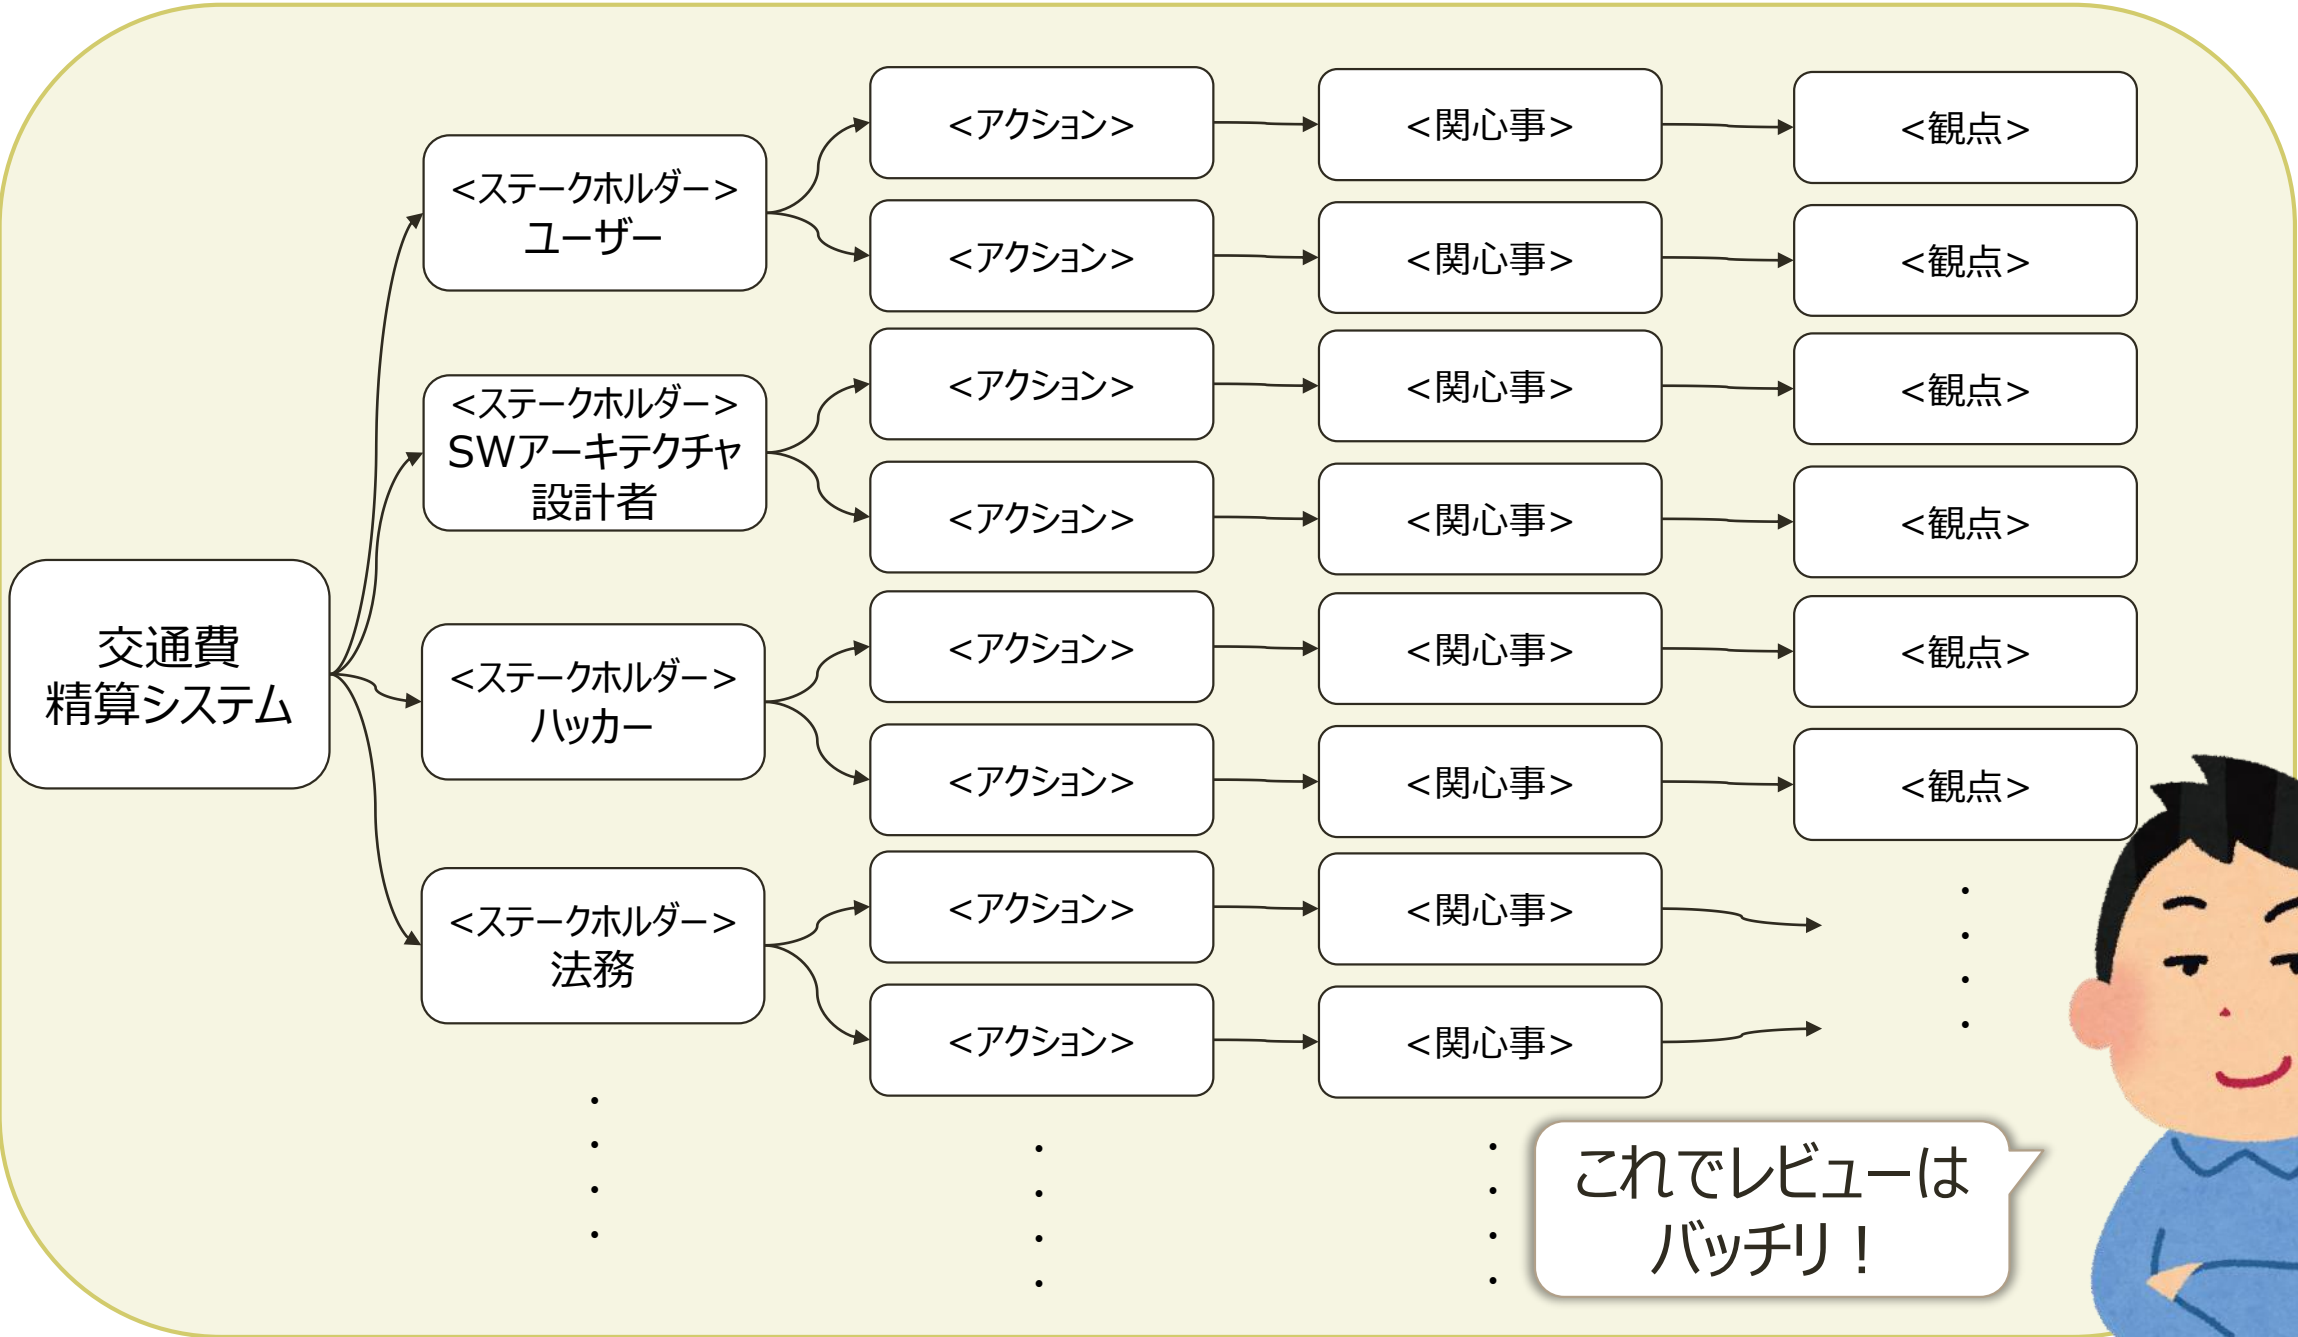 交通費
精算システム
<ステークホルダー>
ユーザー
<アクション>
<関心事>
<観点>
<アクション>
<関心事>
<観点>
<ステークホルダー>
SWアーキテクチャ
設計者
<アクション>
<関心事>
<観点>
<アクション>
<関心事>
<観点>
<ステークホルダー>
ハッカー
<アクション>
<関心事>
<観点>
<アクション>
<関心事>
<観点>
<ステークホルダー>
法務
<アクション>
<関心事>
<アクション>
<関心事>
これでレビューは
バッチリ！